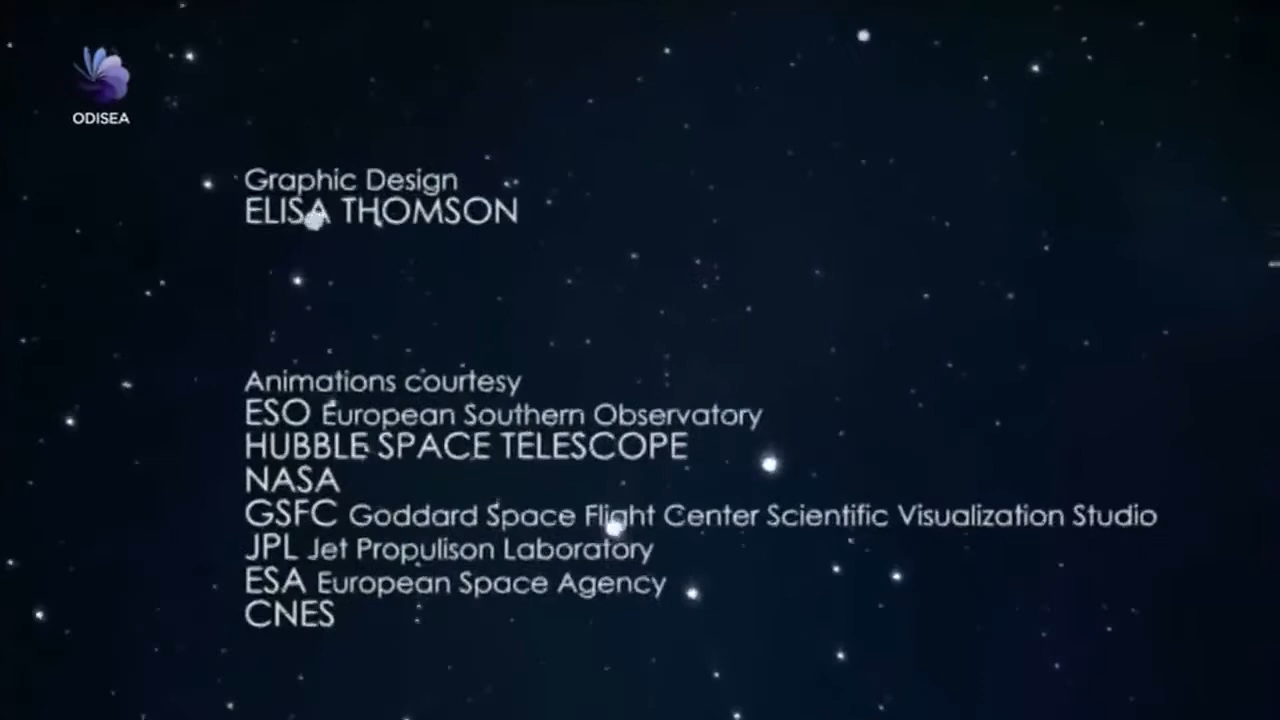 ODISEA
Graphic Design
ELISA THOMSON
Animations courtesy
ESO European Southern Observatory
HUBBLE SPACE TELESCOPE
NASA
GSFC Goddard Space Flight Center Scientific Visualization Studio
JPL Jet Propulison Laboratory
ESA European Space Agency
CNES